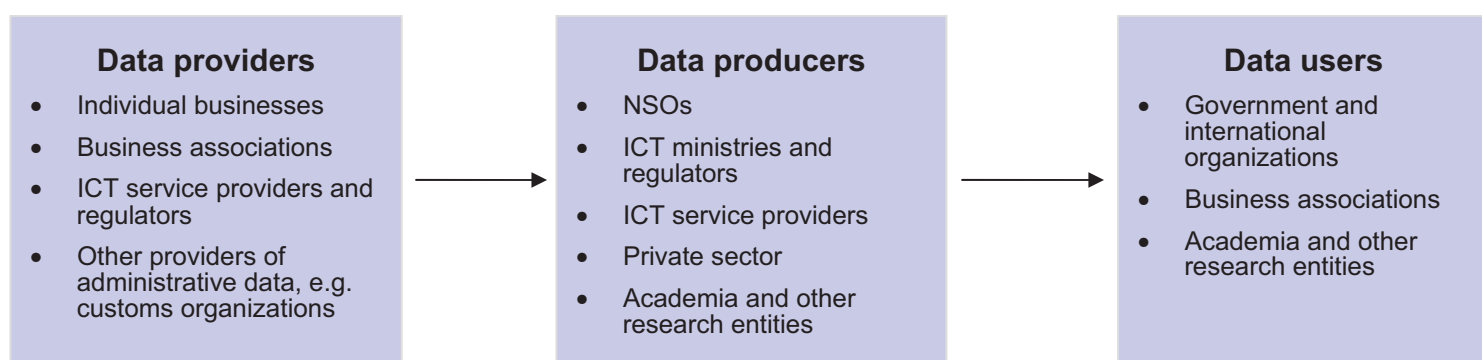 Data providers
• Individual businesses
• Business associations
• ICT service providers and
regulators
• Other providers of
administrative data, e.g.
customs organizations
Data producers
• NSOs
• ICT ministries and
regulators
• ICT service providers
• Private sector
• Academia and other
research entities
Data users
• Government and
international
organizations
• Business associations
• Academia and other
research entities